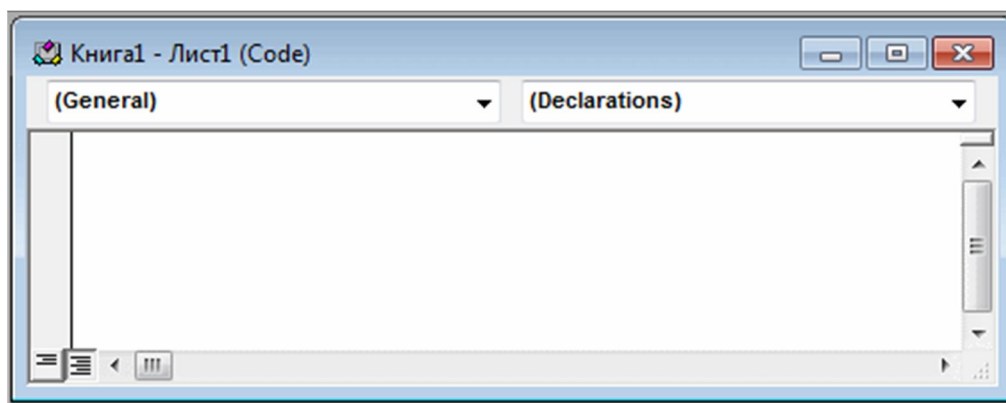 Книга1 - Лист1 (Code)
(General)
(Declarations)